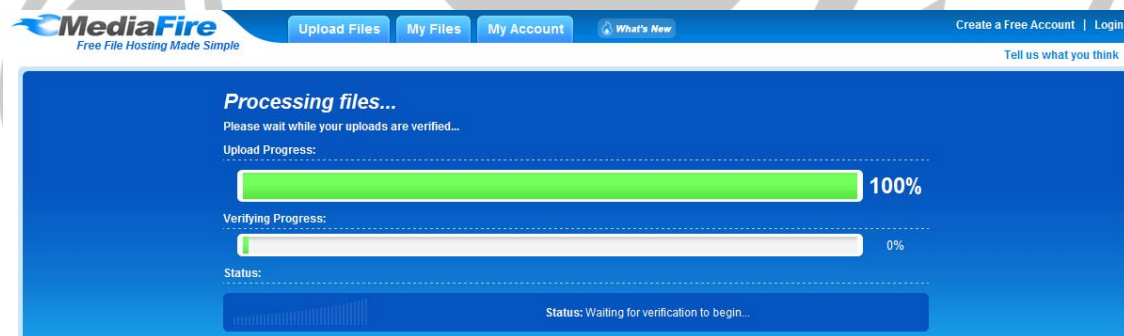 MediaFire
Free File Hosting Made Simple
Upload Files
My Files
My Account
What's New
Create a Free Account | Login
Tell us what you think
Processing files...
Please wait while your uploads are verified...
Upload Progress:
100%
Verifying Progress:
0%
Status:
Status: Waiting for verification to begin...